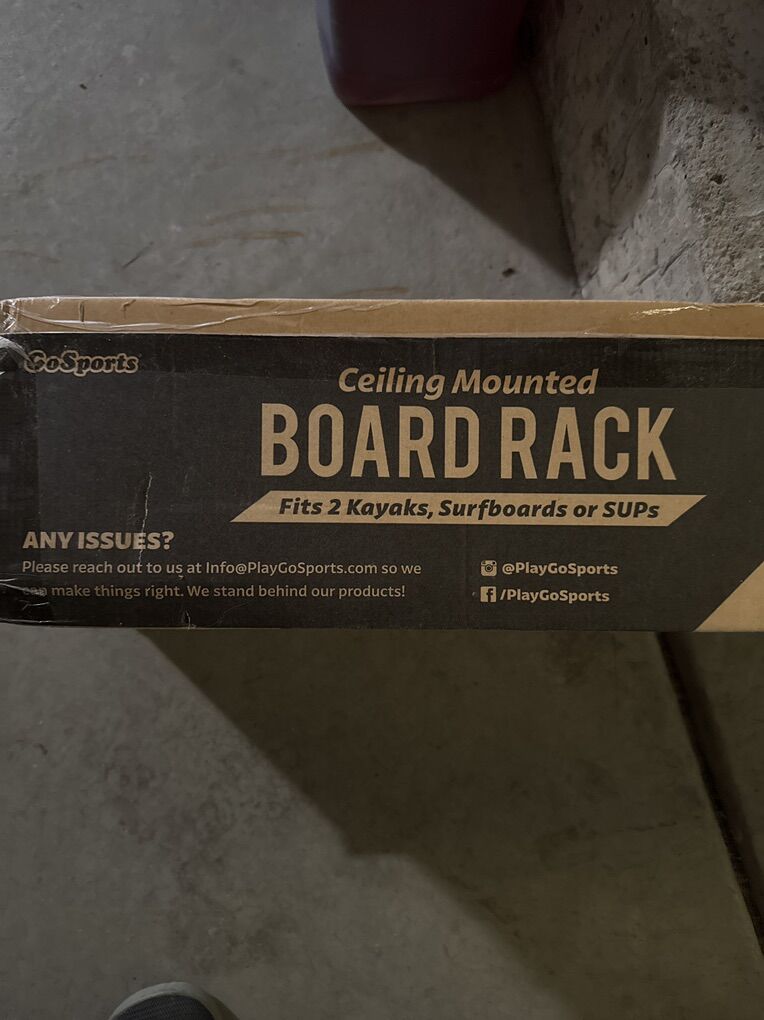 GoSports
Ceiling Mounted
BOARD RACK
Fits 2 Kayaks, Surfboards or SUPs
ANY ISSUES?
Please reach out to us at Info@PlayGoSports.com so we
can make things right. We stand behind our products!
@PlayGoSports
/PlayGoSports